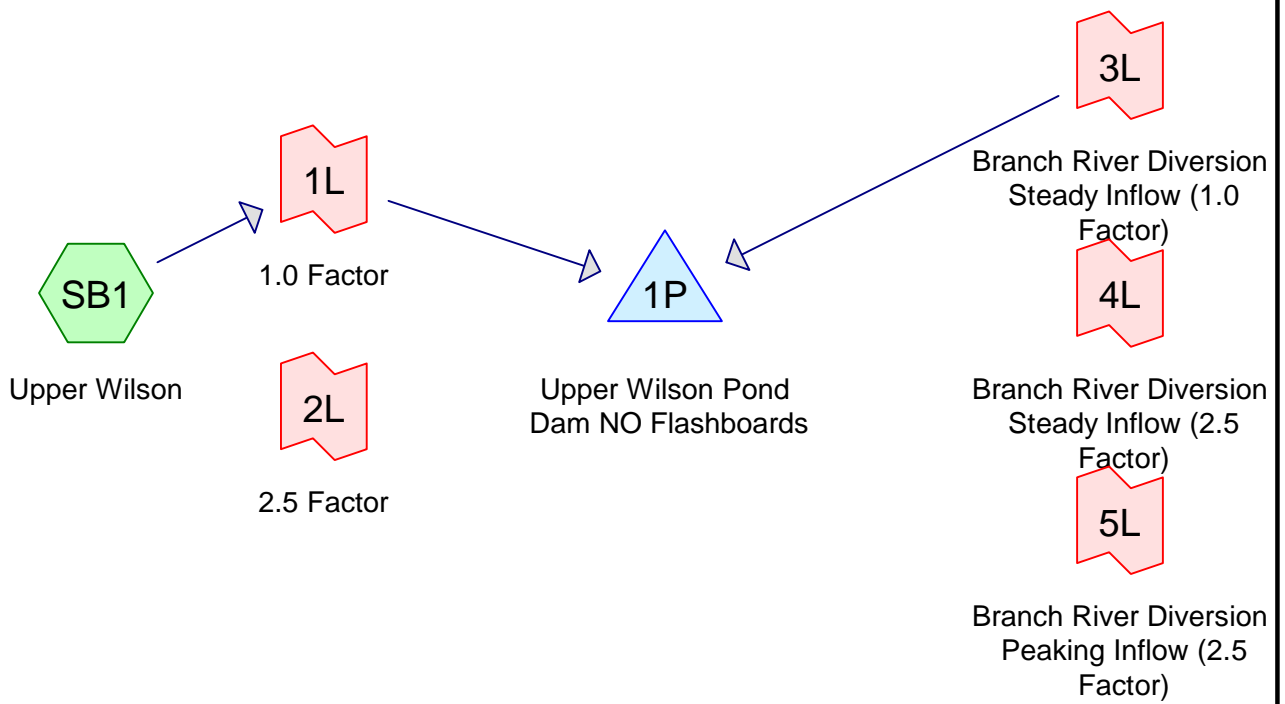 SB1
Upper Wilson
1L
1.0 Factor
2L
2.5 Factor
1P
Upper Wilson Pond
Dam NO Flashboards
3L
Branch River Diversion
Steady Inflow (1.0
Factor)
4L
Branch River Diversion
Steady Inflow (2.5
Factor)
5L
Branch River Diversion
Peaking Inflow (2.5
Factor)